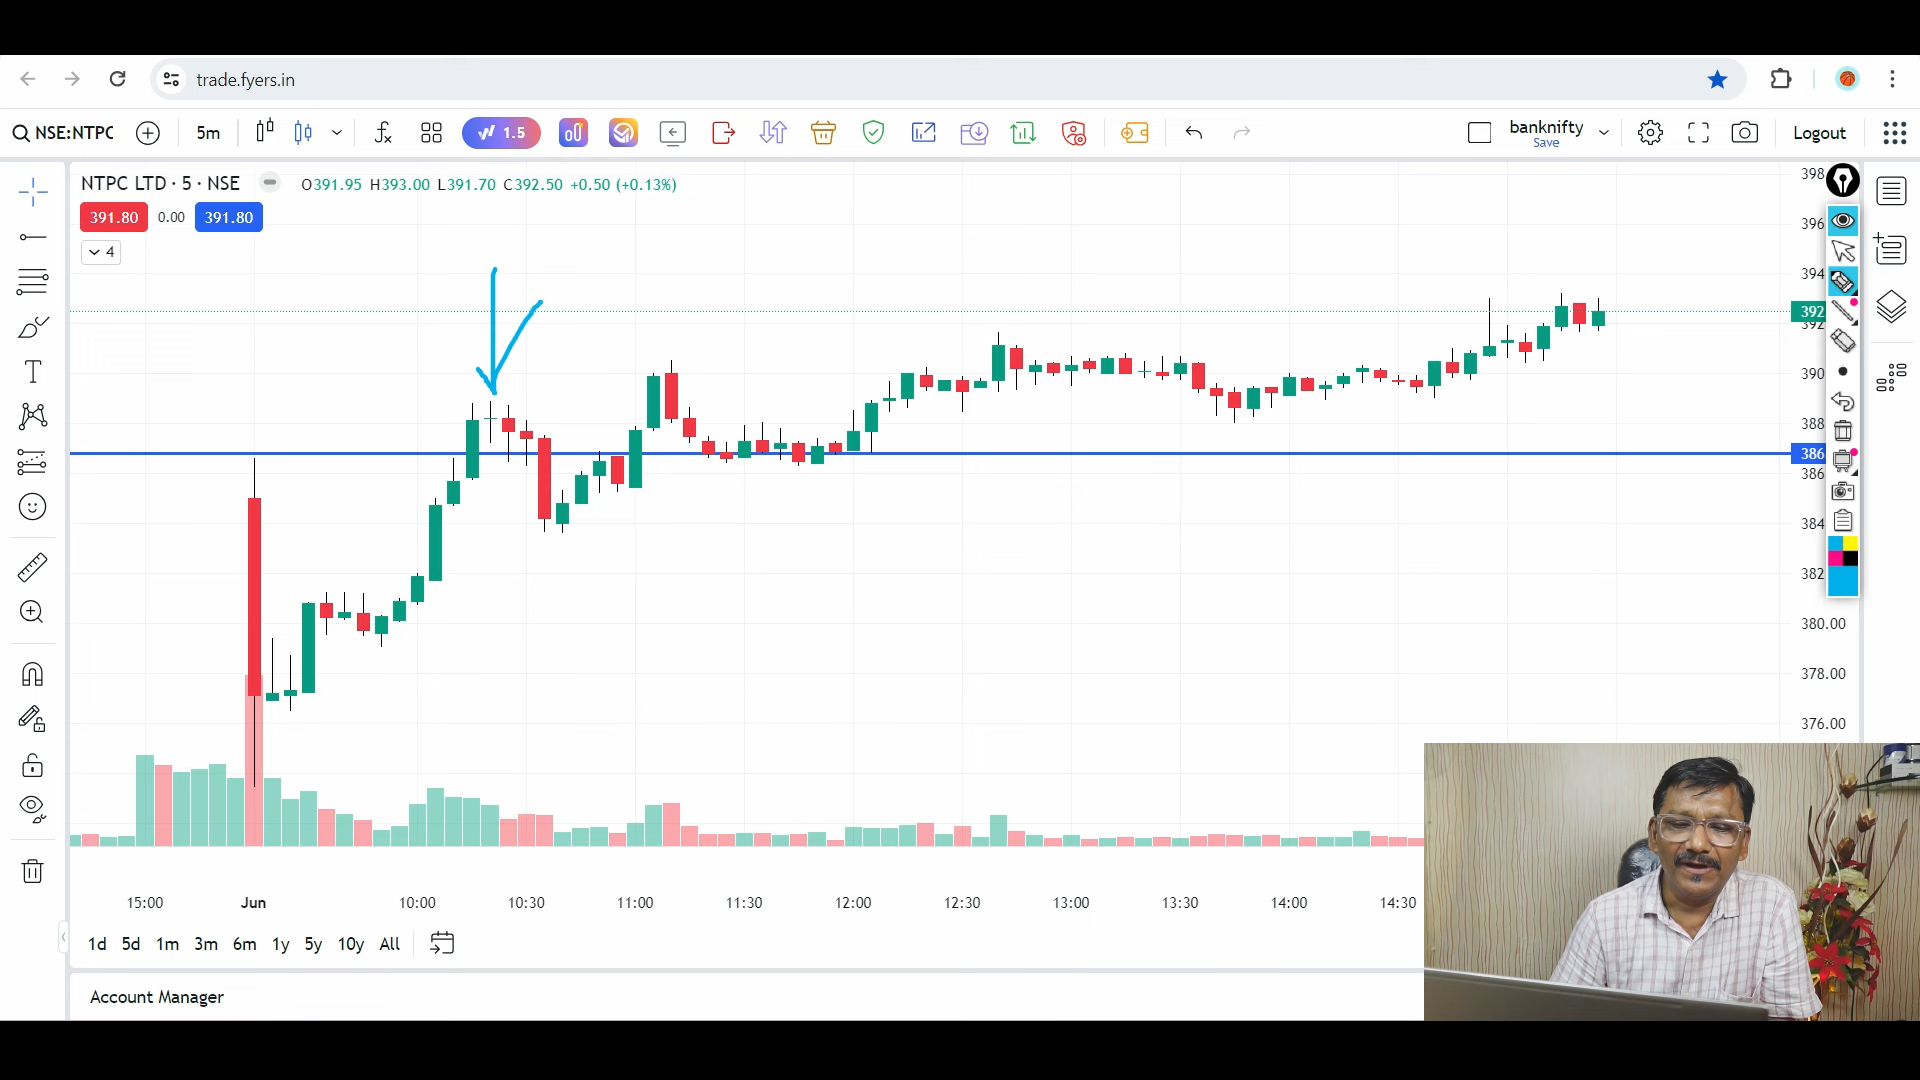 trade.fyers.in
NSE:NTPC 5m 1.5 banknifty Logout
Save
NTPC LTD · 5 · NSE O391.95 H393.00 L391.70 C392.50 +0.50 (+0.13%)
391.80 0.00 391.80
4
398
396
394
392
392
390
388
386
386
384
382
380.00
378.00
376.00
15:00 Jun 10:00 10:30 11:00 11:30 12:00 12:30 13:00 13:30 14:00 14:30
1d 5d 1m 3m 6m 1y 5y 10y All
Account Manager